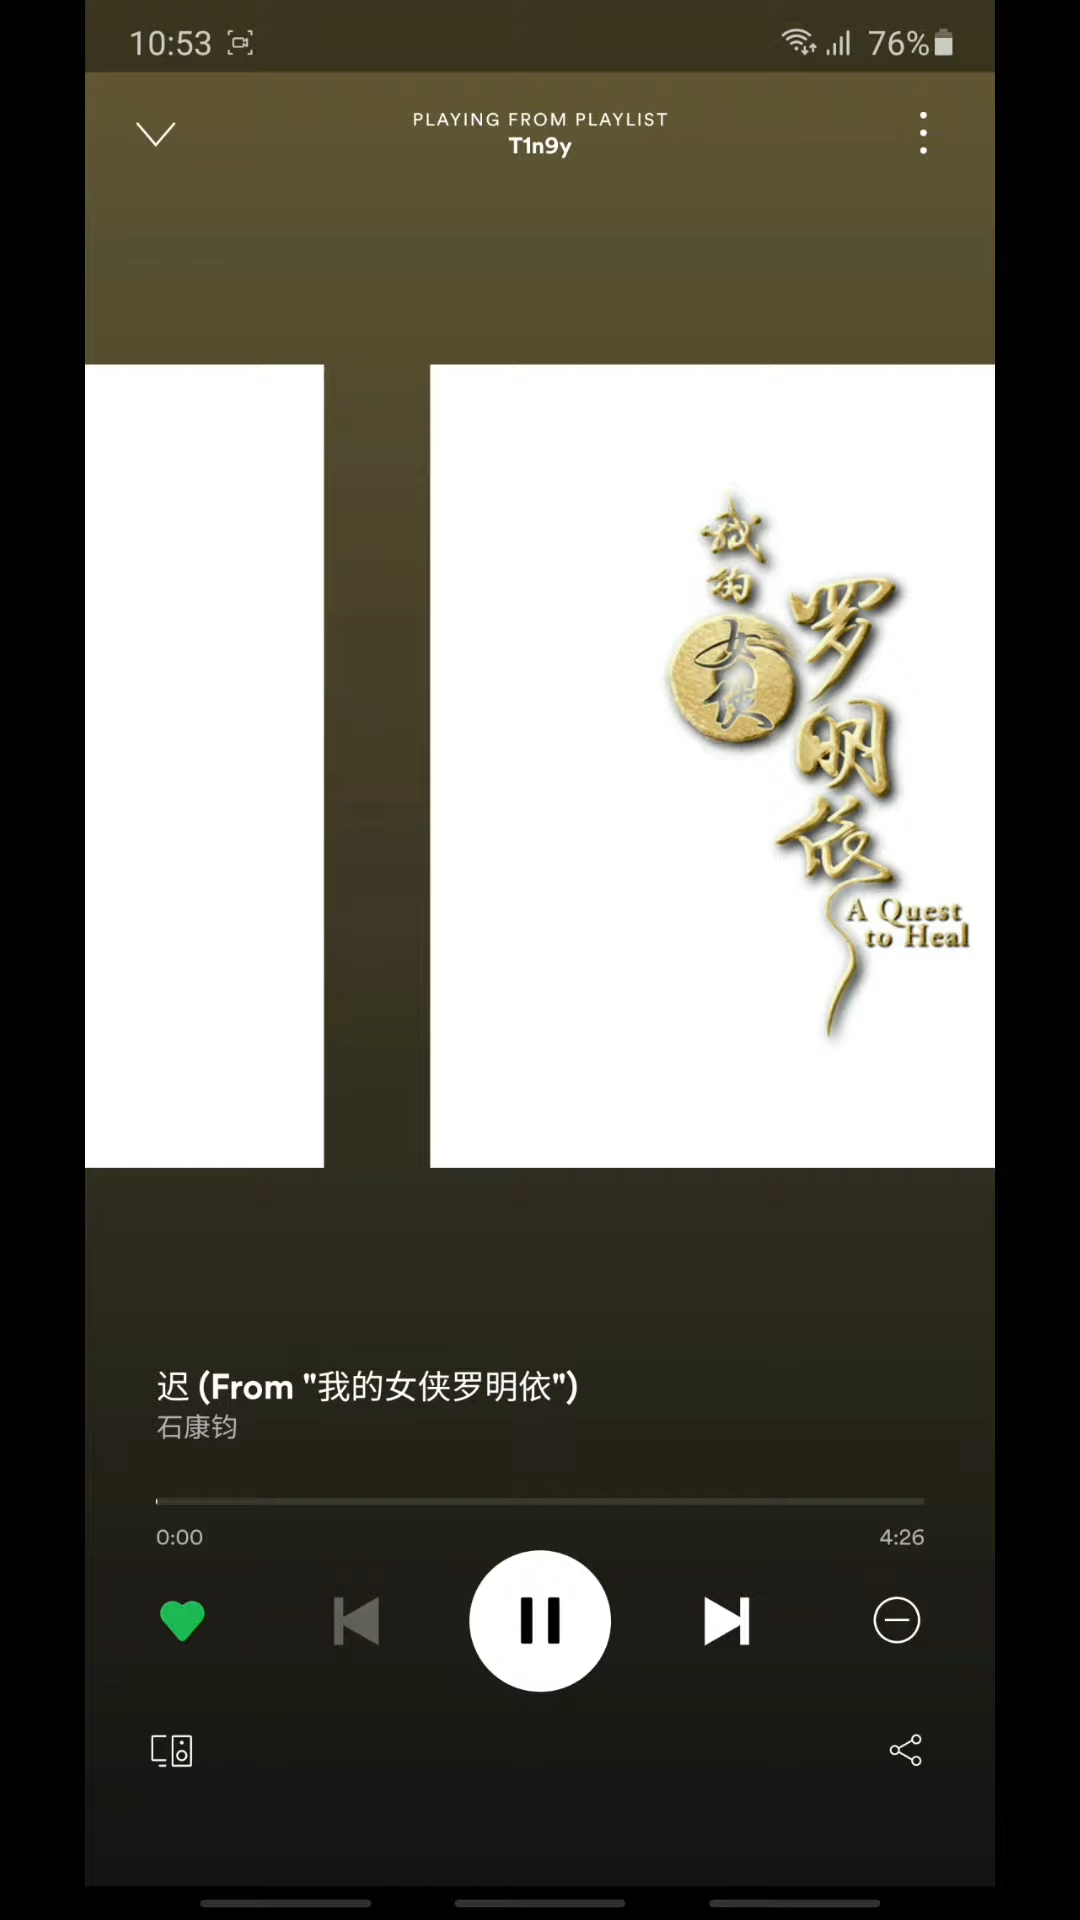 10:53
76%
PLAYING FROM PLAYLIST
T1n9y
我的
女侠
罗明依
A Quest
to Heal
迟 (From "我的女侠罗明依")
石康钧
0:00
4:26